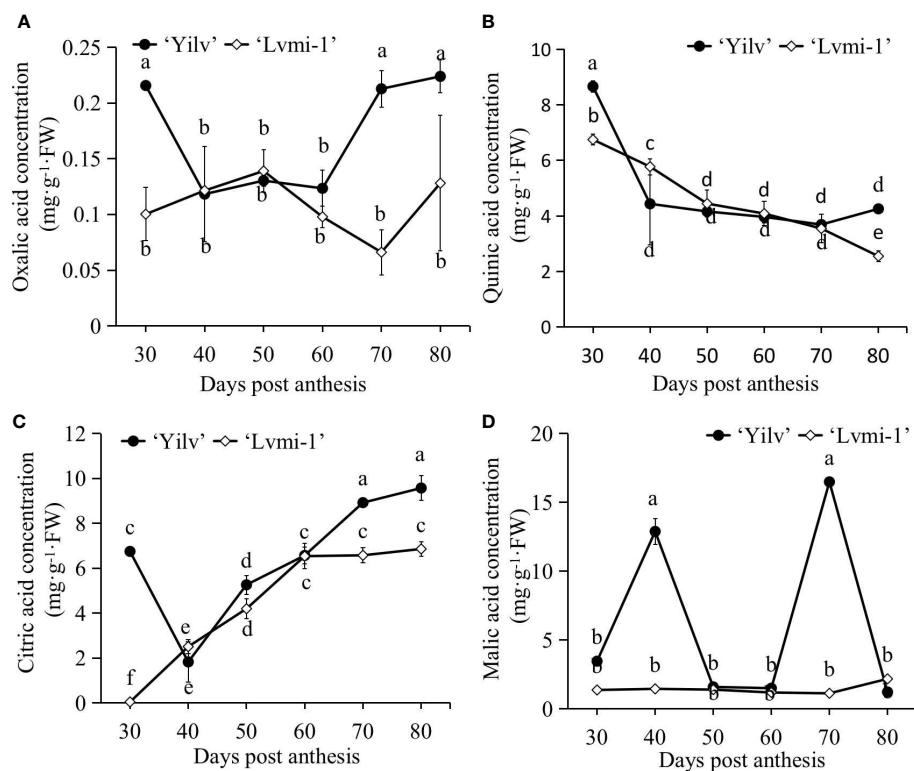 A
‘Yilv’ ‘Lvmi-1’
Oxalic acid concentration
(mg·g⁻¹·FW)
0.25
0.2
0.15
0.1
0.05
0
a a a
b b b
b
b b b b b
30 40 50 60 70 80
Days post anthesis
B
‘Yilv’ ‘Lvmi-1’
Quinic acid concentration
(mg·g⁻¹·FW)
10
8
6
4
2
0
a
b c
d d d d
d d d d e
30 40 50 60 70 80
Days post anthesis
C
‘Yilv’ ‘Lvmi-1’
Citric acid concentration
(mg·g⁻¹·FW)
12
10
8
6
4
2
0
a a
c c c c
e d
f e d c
30 40 50 60 70 80
Days post anthesis
D
‘Yilv’ ‘Lvmi-1’
Malic acid concentration
(mg·g⁻¹·FW)
20
15
10
5
0
a a
b b b b b b
b b b
30 40 50 60 70 80
Days post anthesis